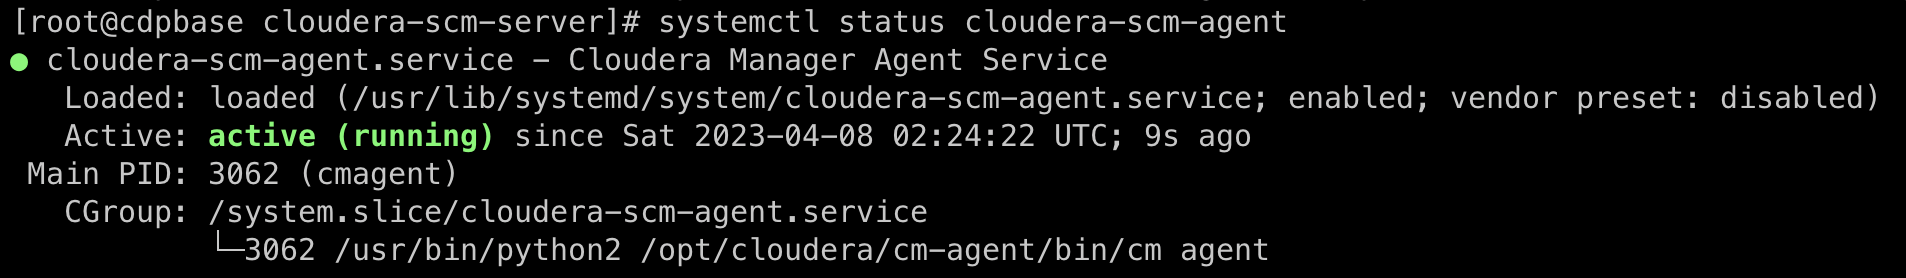 [root@cdpbase cloudera-scm-server]# systemctl status cloudera-scm-agent
● cloudera-scm-agent.service - Cloudera Manager Agent Service
   Loaded: loaded (/usr/lib/systemd/system/cloudera-scm-agent.service; enabled; vendor preset: disabled)
   Active: active (running) since Sat 2023-04-08 02:24:22 UTC; 9s ago
 Main PID: 3062 (cmagent)
   CGroup: /system.slice/cloudera-scm-agent.service
           └─3062 /usr/bin/python2 /opt/cloudera/cm-agent/bin/cm agent